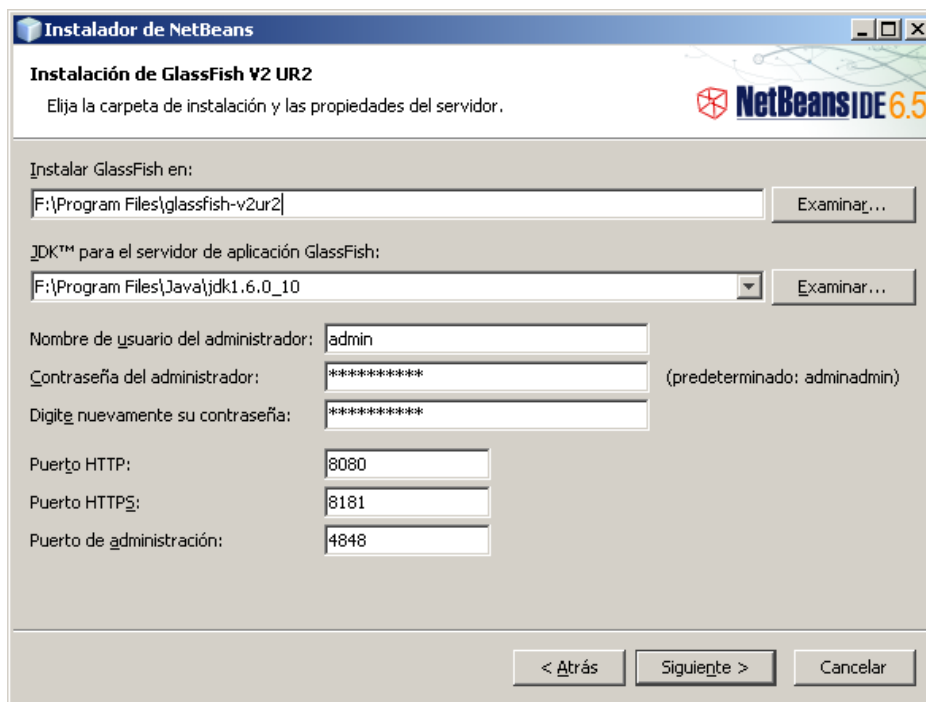 Instalador de NetBeans
Instalación de GlassFish V2 UR2
Elija la carpeta de instalación y las propiedades del servidor.
NetBeans IDE 6.5
Instalar GlassFish en:
F:\Program Files\glassfish-v2ur2
Examinar...
JDK™ para el servidor de aplicación GlassFish:
F:\Program Files\Java\jdk1.6.0_10
Examinar...
Nombre de usuario del administrador: admin
Contraseña del administrador: ********** (predeterminado: adminadmin)
Digite nuevamente su contraseña: **********
Puerto HTTP: 8080
Puerto HTTPS: 8181
Puerto de administración: 4848
< Atrás Siguiente > Cancelar